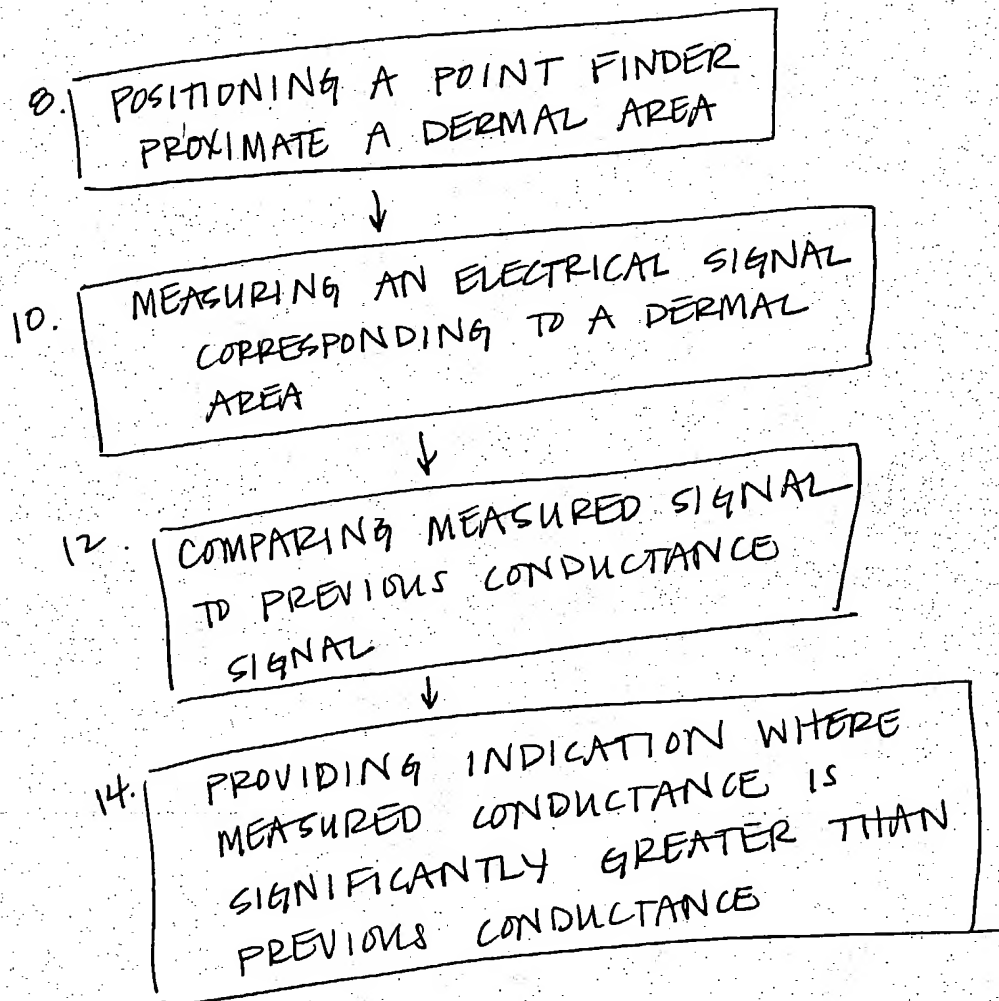 8. POSITIONING A POINT FINDER
PROXIMATE A DERMAL AREA
10. MEASURING AN ELECTRICAL SIGNAL
CORRESPONDING TO A DERMAL
AREA
12. COMPARING MEASURED SIGNAL
TO PREVIOUS CONDUCTANCE
SIGNAL
14. PROVIDING INDICATION WHERE
MEASURED CONDUCTANCE IS
SIGNIFICANTLY GREATER THAN
PREVIOUS CONDUCTANCE